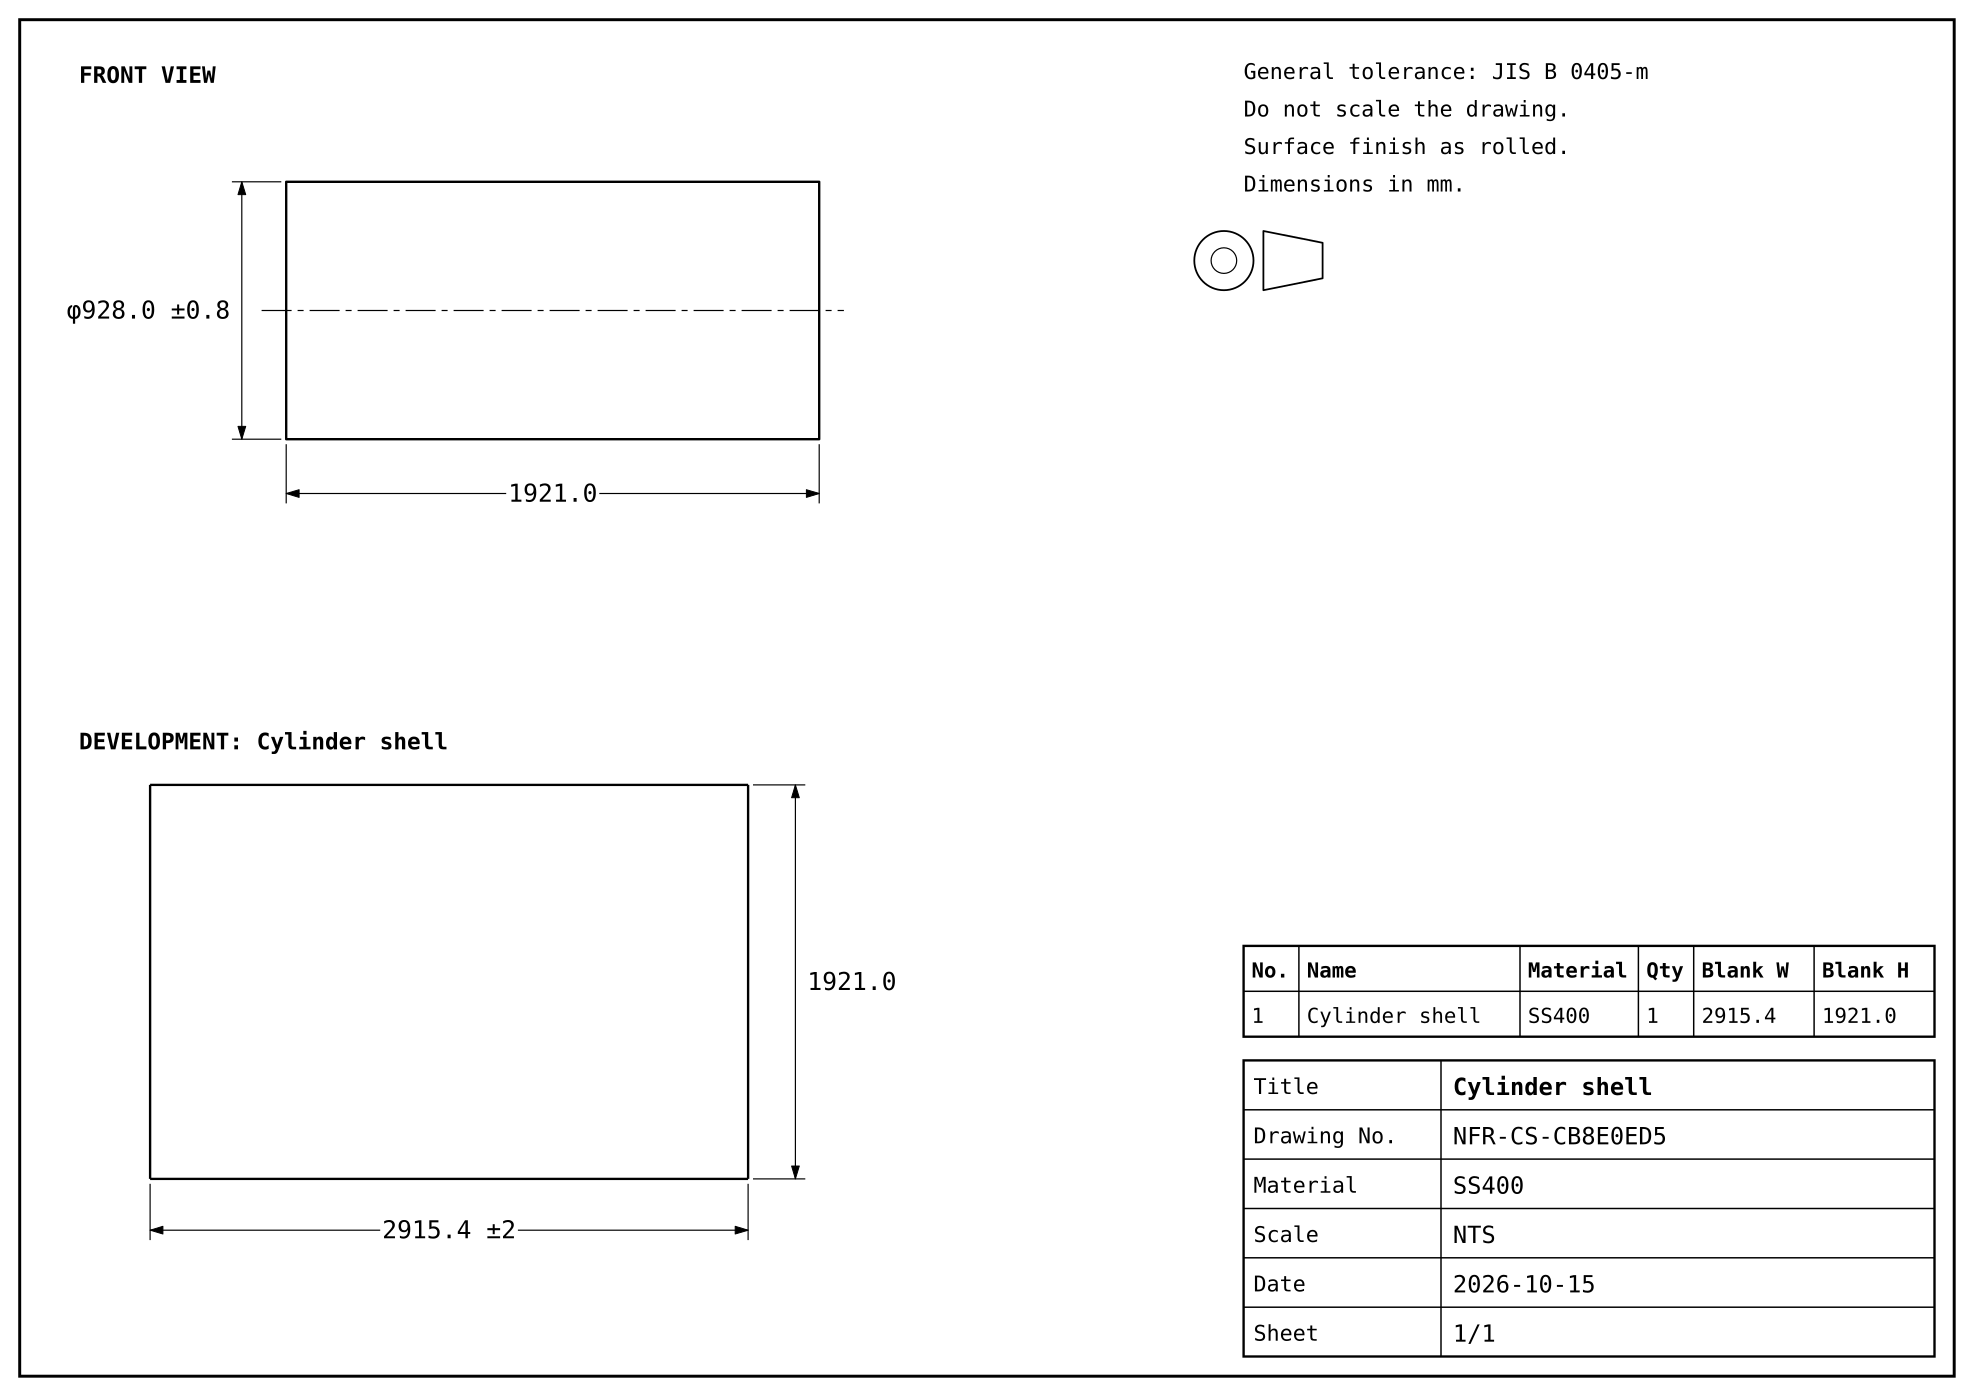 FRONT VIEW
General tolerance: JIS B 0405-m
Do not scale the drawing.
Surface finish as rolled.
Dimensions in mm.
φ928.0 ±0.8
1921.0
DEVELOPMENT: Cylinder shell
1921.0
2915.4 ±2
No. Name Material Qty Blank W Blank H
1 Cylinder shell SS400 1 2915.4 1921.0
Title Cylinder shell
Drawing No. NFR-CS-CB8E0ED5
Material SS400
Scale NTS
Date 2026-10-15
Sheet 1/1